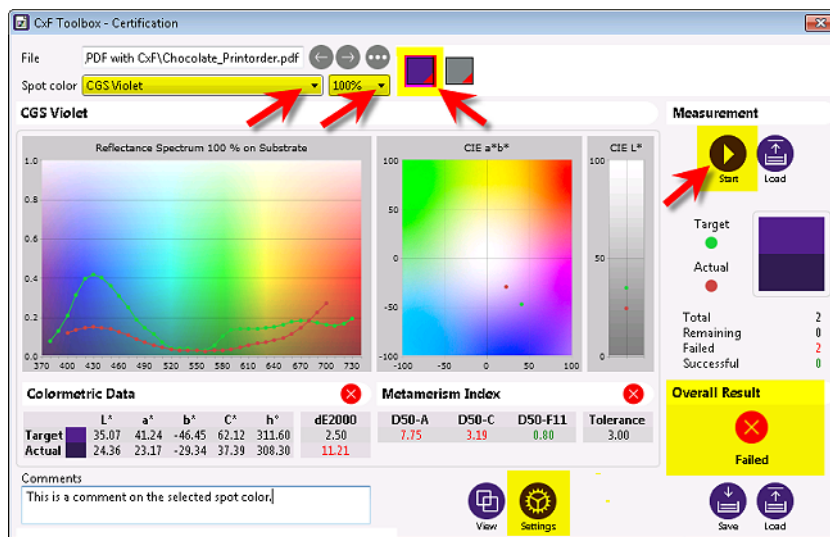 CxF Toolbox - Certification
File PDF with CxF\Chocolate_Printorder.pdf
Spot color CGS Violet 100%
CGS Violet
Measurement
Start Load
Reflectance Spectrum 100 % on Substrate
1.0
0.8
0.6
0.4
0.2
0.0
370 400 430 460 490 520 550 580 610 640 670 700 730
CIE a*b*
100
50
0
-50
-100
-100 -50 0 50 100
CIE L*
100
50
0
Target
Actual
Total 2
Remaining 0
Failed 2
Successful 0
Colormetric Data
L* a* b* C* h° dE2000
Target 35.07 41.24 -46.45 62.12 311.60 2.50
Actual 24.36 23.17 -29.34 37.39 308.30 11.21
Metamerism Index
D50-A D50-C D50-F11 Tolerance
7.75 3.19 0.80 3.00
Overall Result
Failed
Comments
This is a comment on the selected spot color.
View Settings Save Load